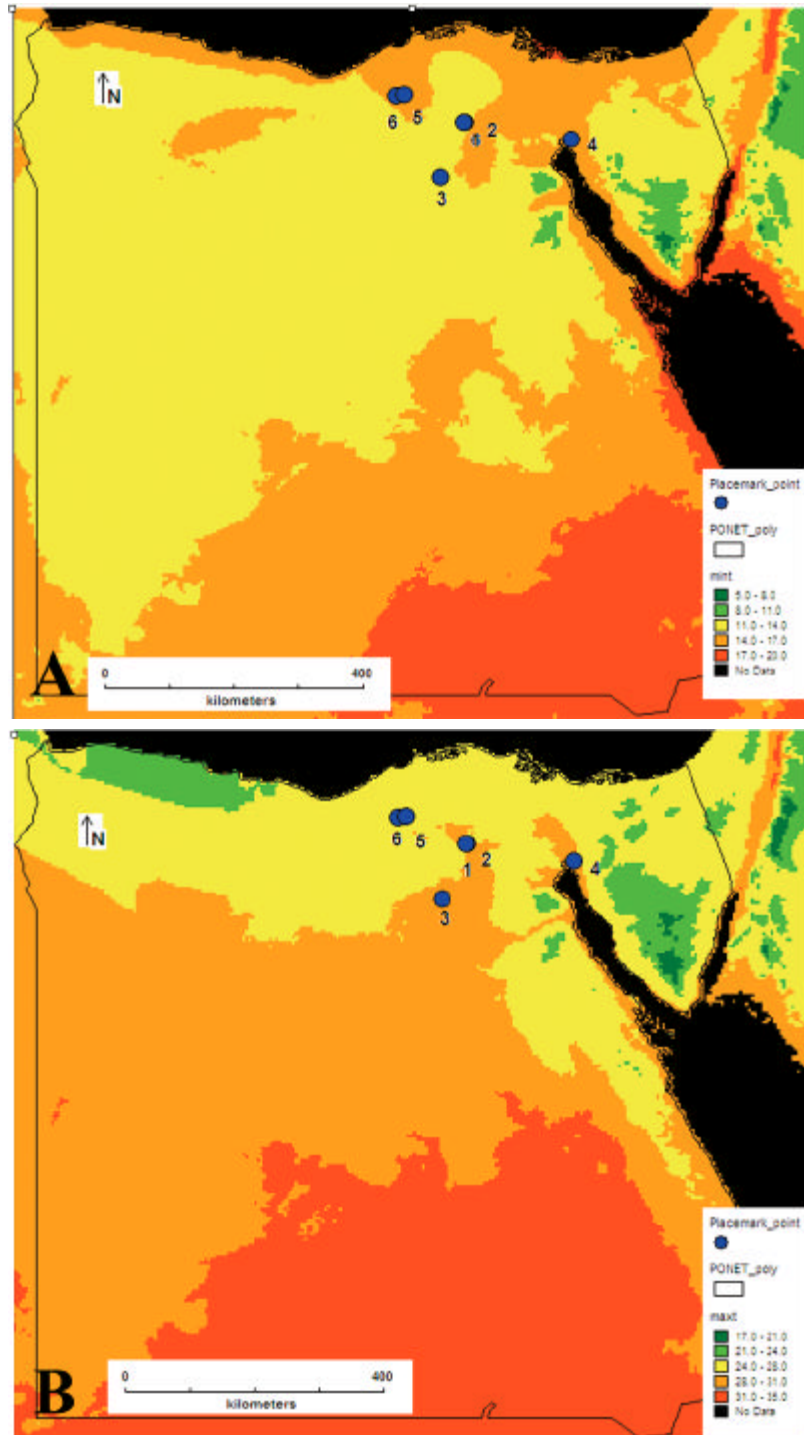 N
6
5
4
2
4
3
Placemark_point
PONET_poly
mint
5.0 - 8.0
8.0 - 11.0
11.0 - 14.0
14.0 - 17.0
17.0 - 20.0
No Data
A
0 400
kilometers
N
6
5
1
2
4
3
Placemark_point
PONET_poly
maxt
17.0 - 21.0
21.0 - 24.0
24.0 - 28.0
28.0 - 31.0
31.0 - 35.0
No Data
B
0 400
kilometers